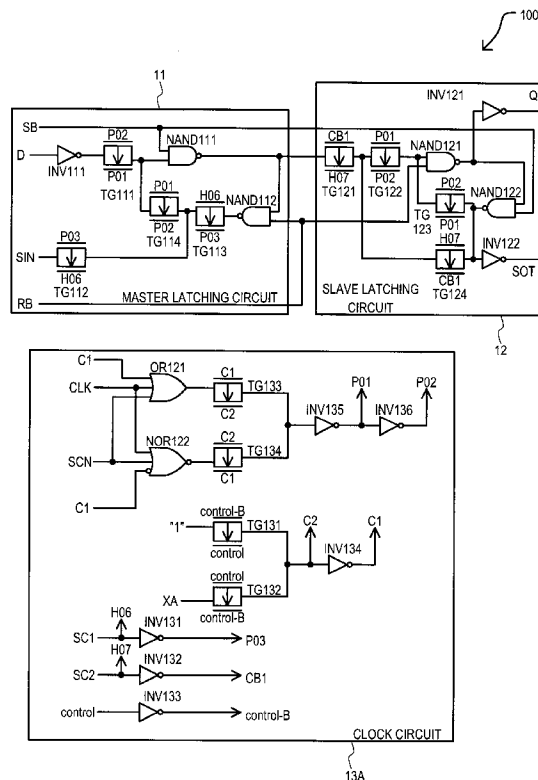 100
11
INV121
Q
SB
P02
NAND111
D
INV111
P01
TG111
CB1
P01
NAND121
H07
TG121
P02
TG122
P01
H06
NAND112
P02
NAND122
P02
TG114
P03
TG113
TG
123
P01
SIN
P03
H07
INV122
H06
TG112
CB1
TG124
SOT
RB
MASTER LATCHING CIRCUIT
SLAVE LATCHING
CIRCUIT
12
C1
OR121
CLK
C1
TG133
C2
P01
P02
INV135
INV136
SCN
NOR122
C2
TG134
C1
C1
"1"
control-B
TG131
control
C2
C1
INV134
XA
control
TG132
control-B
H06
SC1
INV131
P03
H07
SC2
INV132
CB1
control
INV133
control-B
CLOCK CIRCUIT
13A